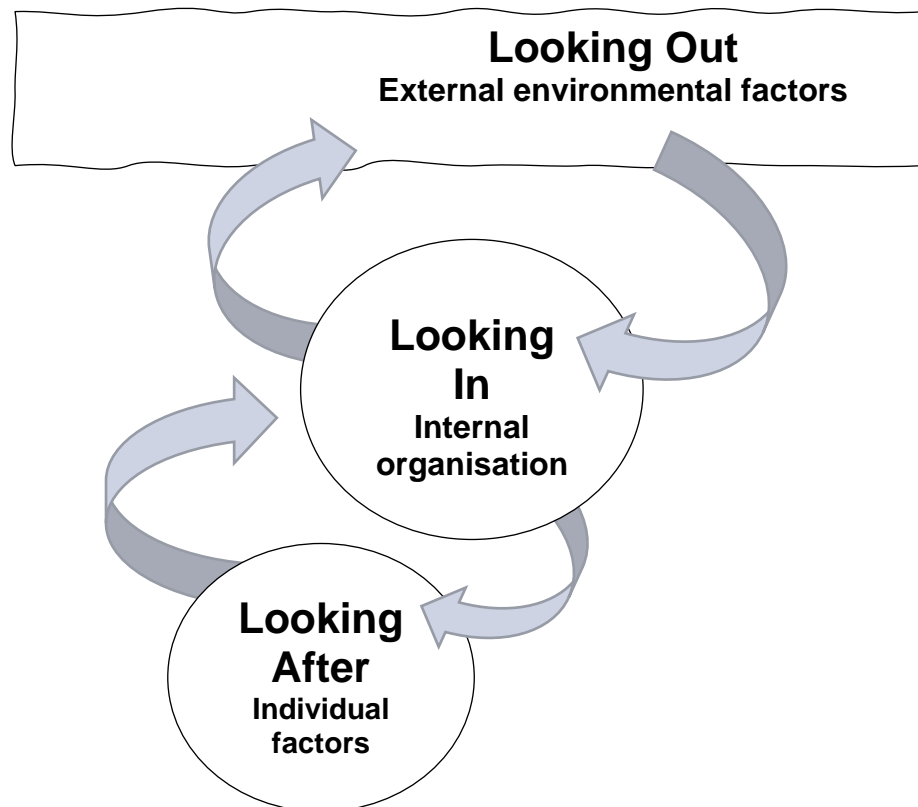 Looking Out
External environmental factors
Looking
In
Internal
organisation
Looking
After
Individual
factors